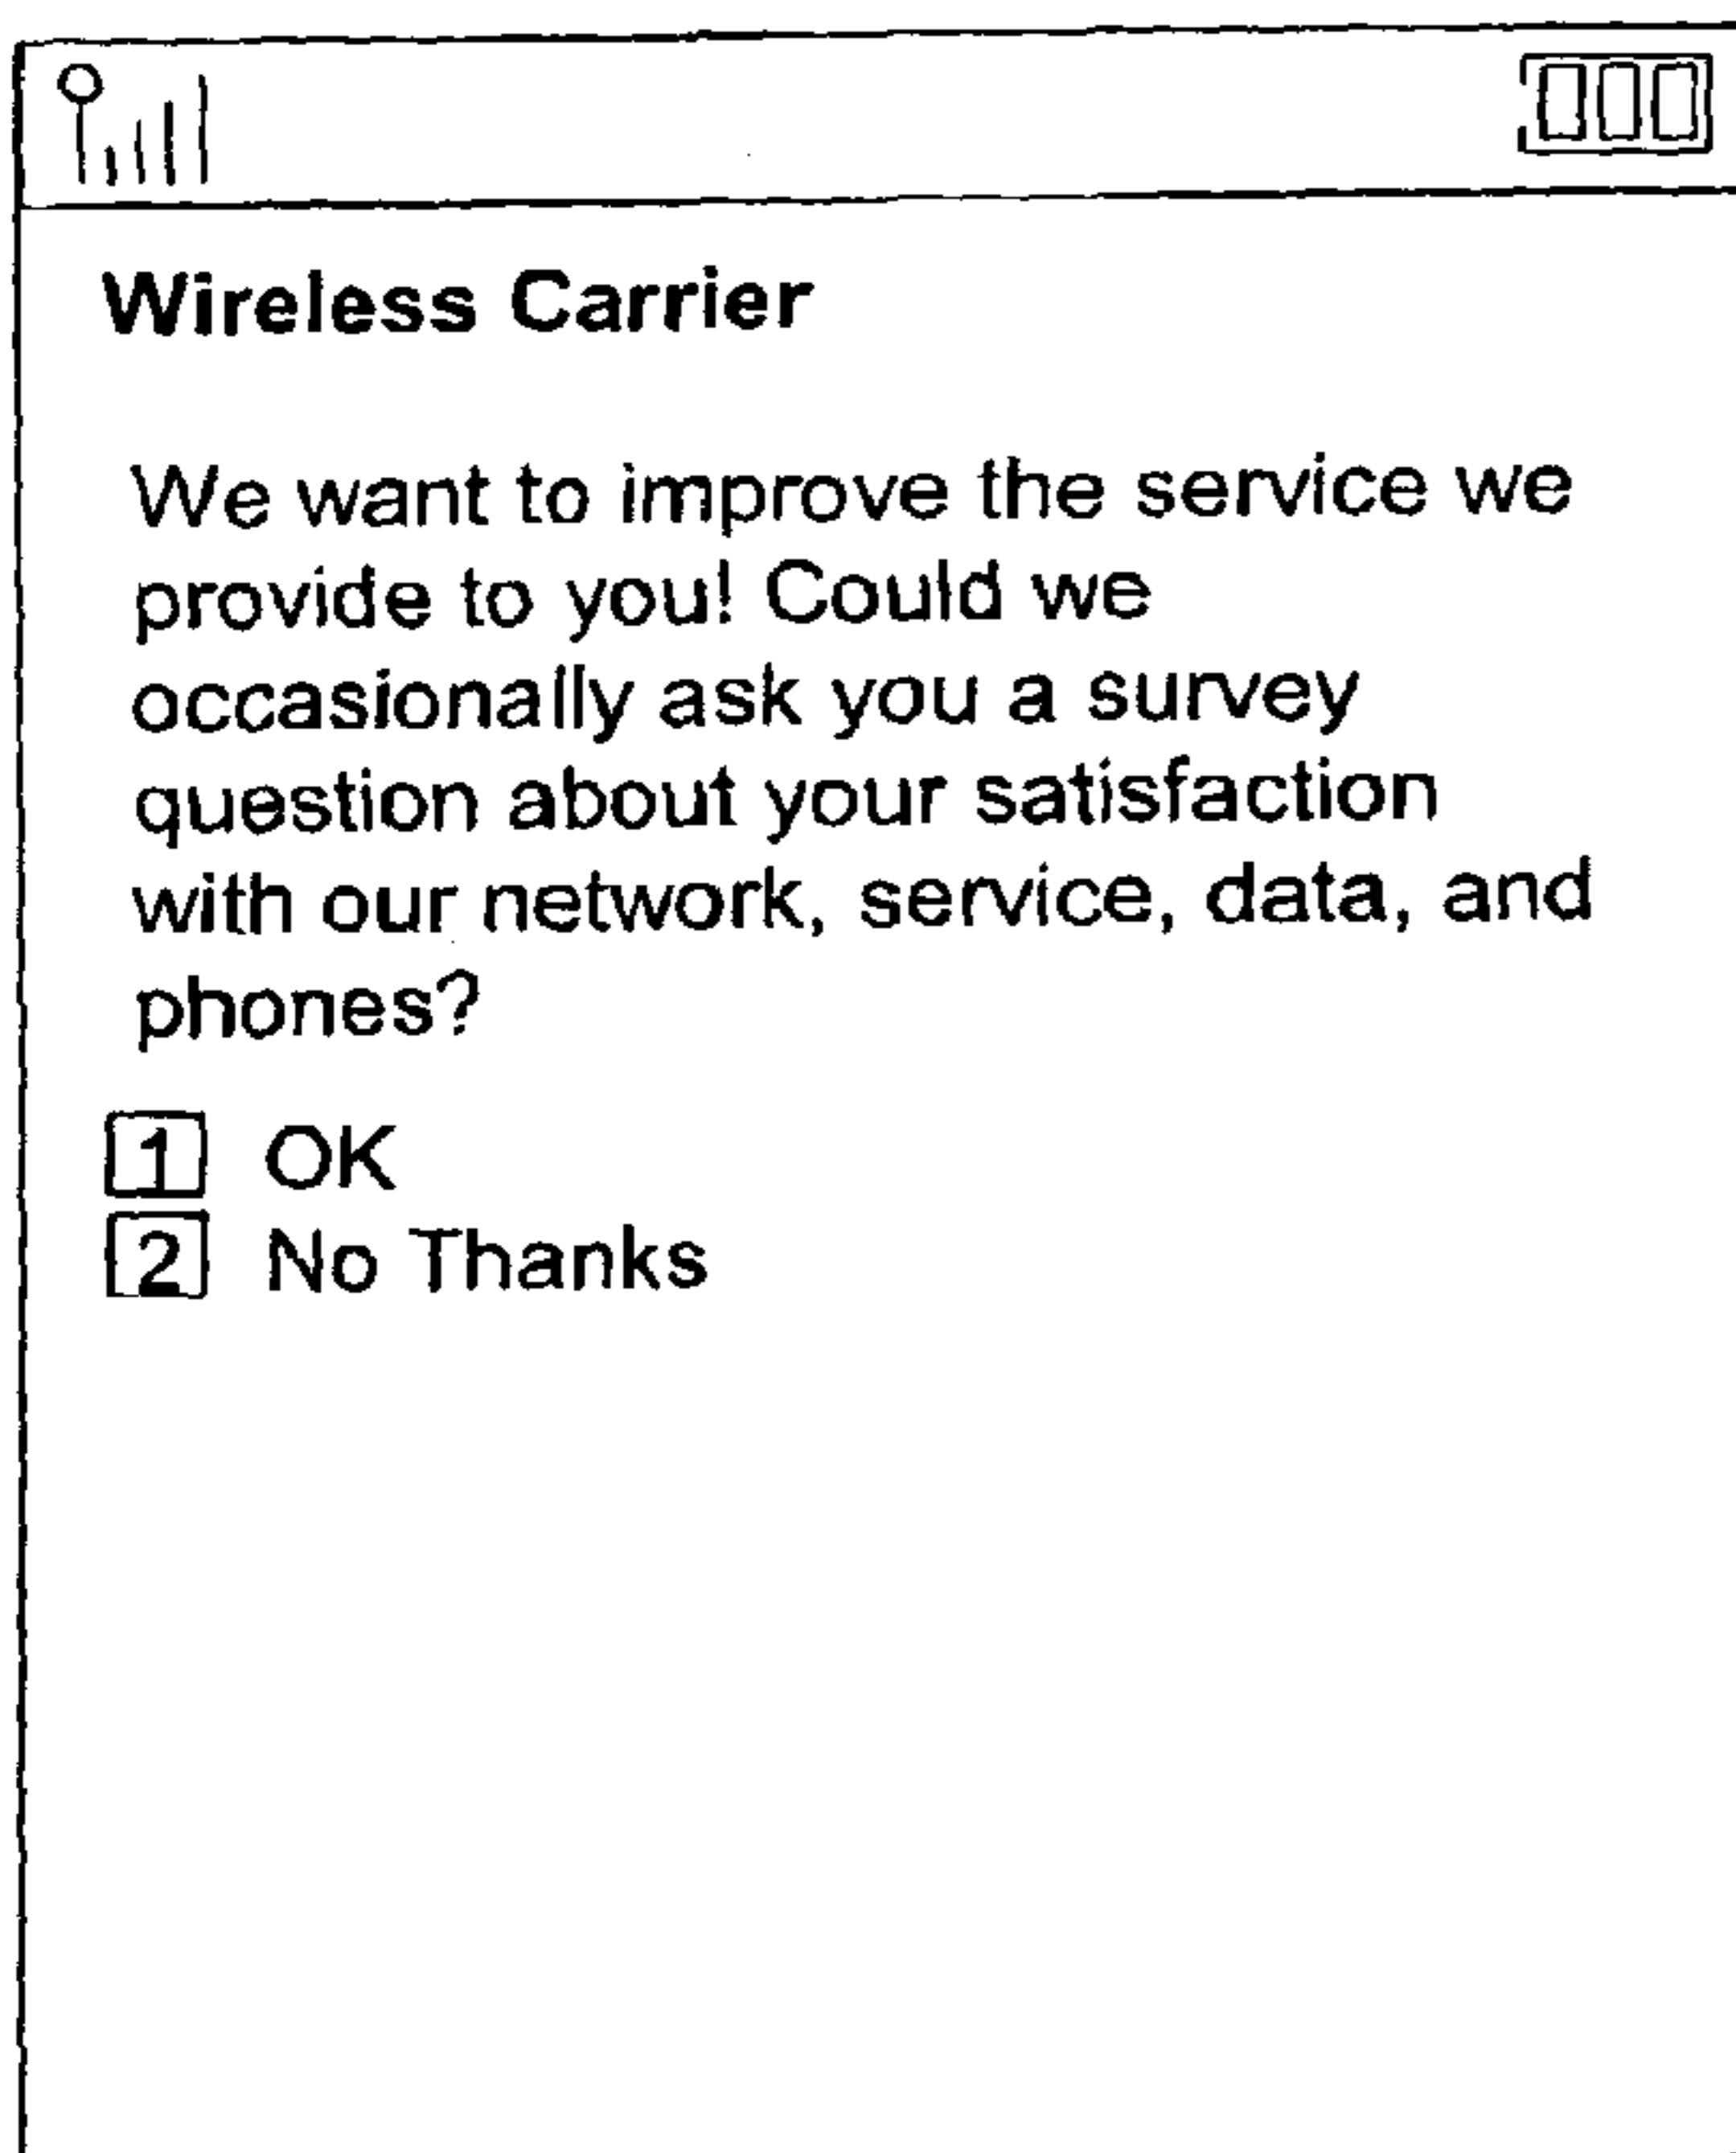 Wireless Carrier
We want to improve the service we
provide to you! Could we
occasionally ask you a survey
question about your satisfaction
with our network, service, data, and
phones?
1 OK
2 No Thanks